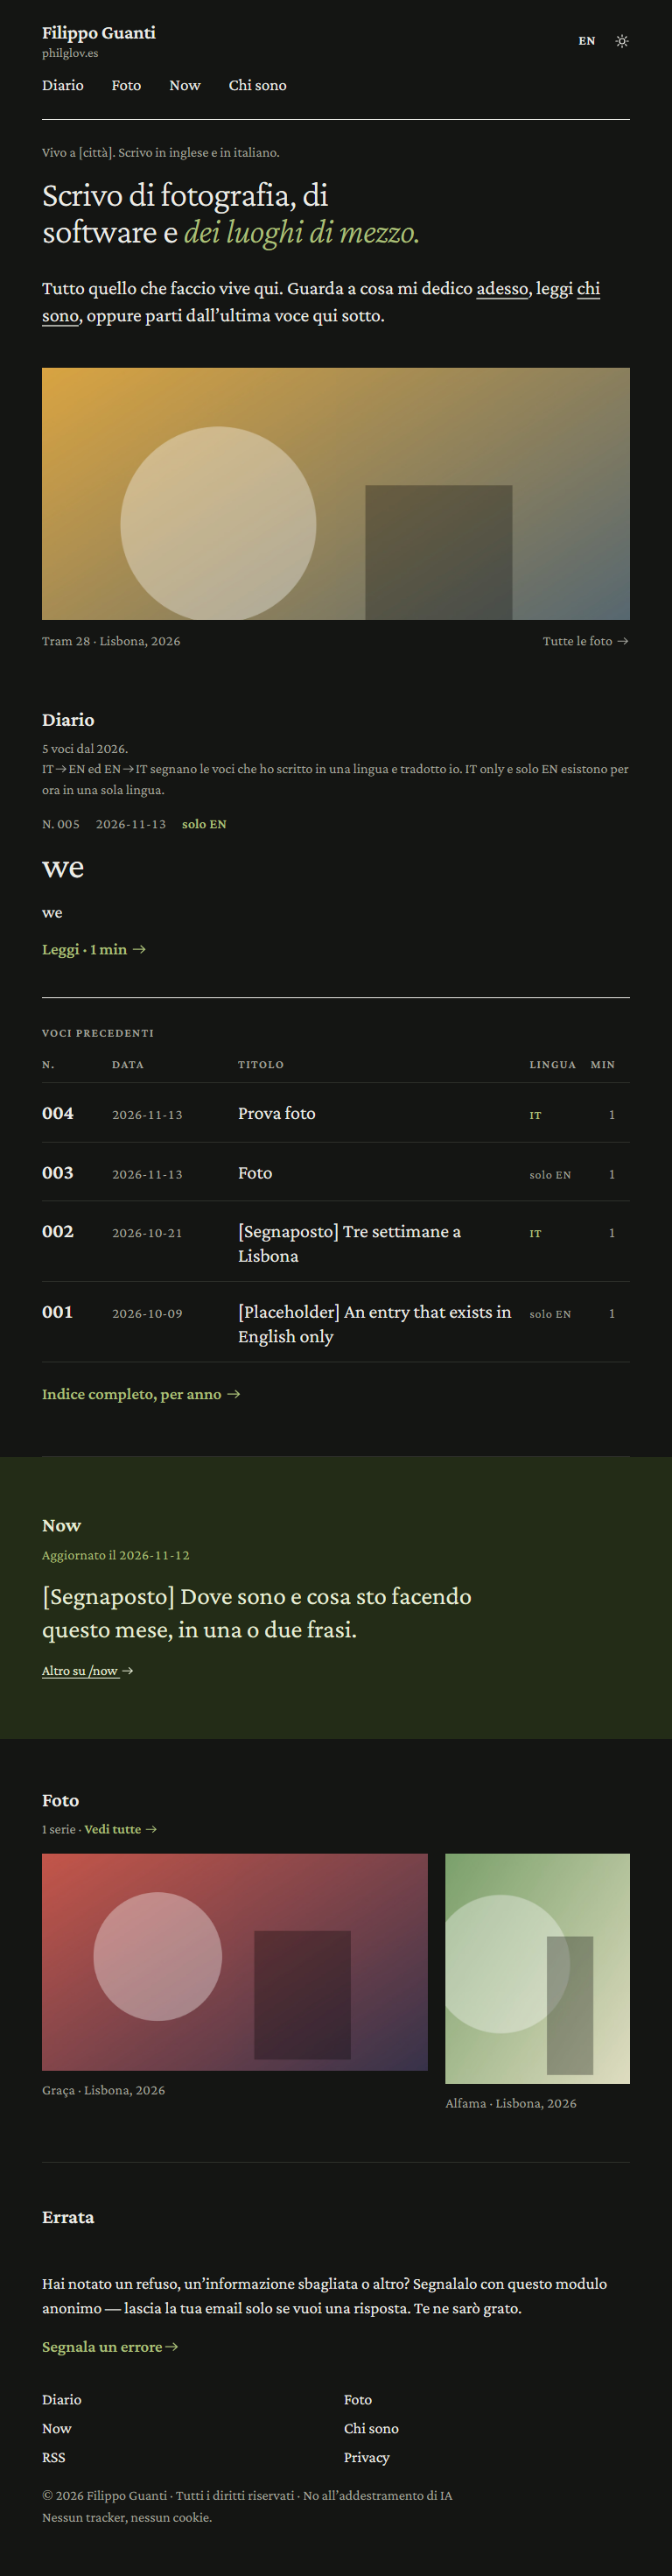 Filippo Guanti
philglov.es
EN
Diario Foto Now Chi sono
Vivo a [città]. Scrivo in inglese e in italiano.
Scrivo di fotografia, di
software e dei luoghi di mezzo.
Tutto quello che faccio vive qui. Guarda a cosa mi dedico adesso, leggi chi
sono, oppure parti dall’ultima voce qui sotto.
Tram 28 · Lisbona, 2026
Tutte le foto →
Diario
5 voci dal 2026.
IT→EN ed EN→IT segnano le voci che ho scritto in una lingua e tradotto io. IT only e solo EN esistono per
ora in una sola lingua.
N. 005 2026-11-13 solo EN
we
we
Leggi · 1 min →
VOCI PRECEDENTI
N. DATA TITOLO LINGUA MIN
004 2026-11-13 Prova foto IT 1
003 2026-11-13 Foto solo EN 1
002 2026-10-21 [Segnaposto] Tre settimane a IT 1
Lisbona
001 2026-10-09 [Placeholder] An entry that exists in solo EN 1
English only
Indice completo, per anno →
Now
Aggiornato il 2026-11-12
[Segnaposto] Dove sono e cosa sto facendo
questo mese, in una o due frasi.
Altro su /now →
Foto
1 serie · Vedi tutte →
Graça · Lisbona, 2026
Alfama · Lisbona, 2026
Errata
Hai notato un refuso, un’informazione sbagliata o altro? Segnalalo con questo modulo
anonimo — lascia la tua email solo se vuoi una risposta. Te ne sarò grato.
Segnala un errore→
Diario Foto
Now Chi sono
RSS Privacy
© 2026 Filippo Guanti · Tutti i diritti riservati · No all’addestramento di IA
Nessun tracker, nessun cookie.